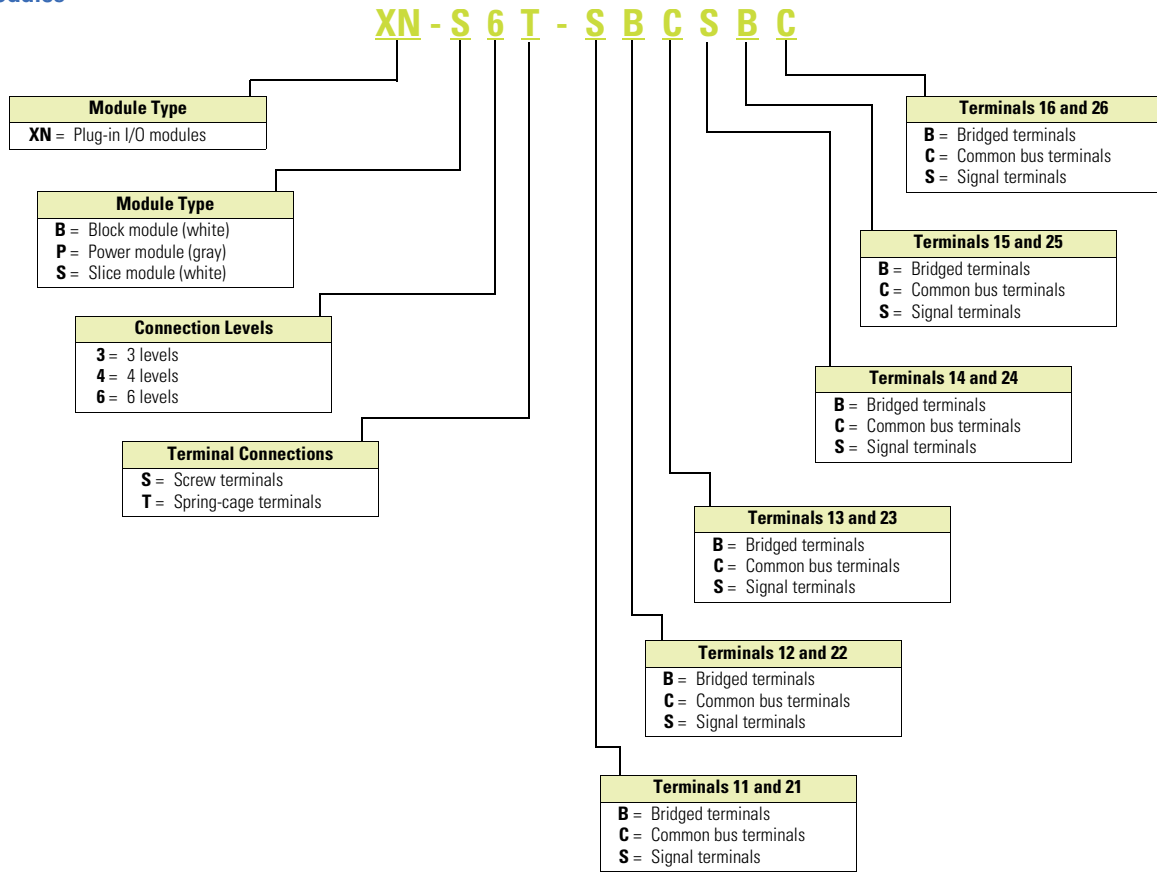 XN - S 6 T - S B C S B C
Module Type
XN = Plug-in I/O modules
Module Type
B = Block module (white)
P = Power module (gray)
S = Slice module (white)
Connection Levels
3 = 3 levels
4 = 4 levels
6 = 6 levels
Terminal Connections
S = Screw terminals
T = Spring-cage terminals
Terminals 16 and 26
B = Bridged terminals
C = Common bus terminals
S = Signal terminals
Terminals 15 and 25
B = Bridged terminals
C = Common bus terminals
S = Signal terminals
Terminals 14 and 24
B = Bridged terminals
C = Common bus terminals
S = Signal terminals
Terminals 13 and 23
B = Bridged terminals
C = Common bus terminals
S = Signal terminals
Terminals 12 and 22
B = Bridged terminals
C = Common bus terminals
S = Signal terminals
Terminals 11 and 21
B = Bridged terminals
C = Common bus terminals
S = Signal terminals